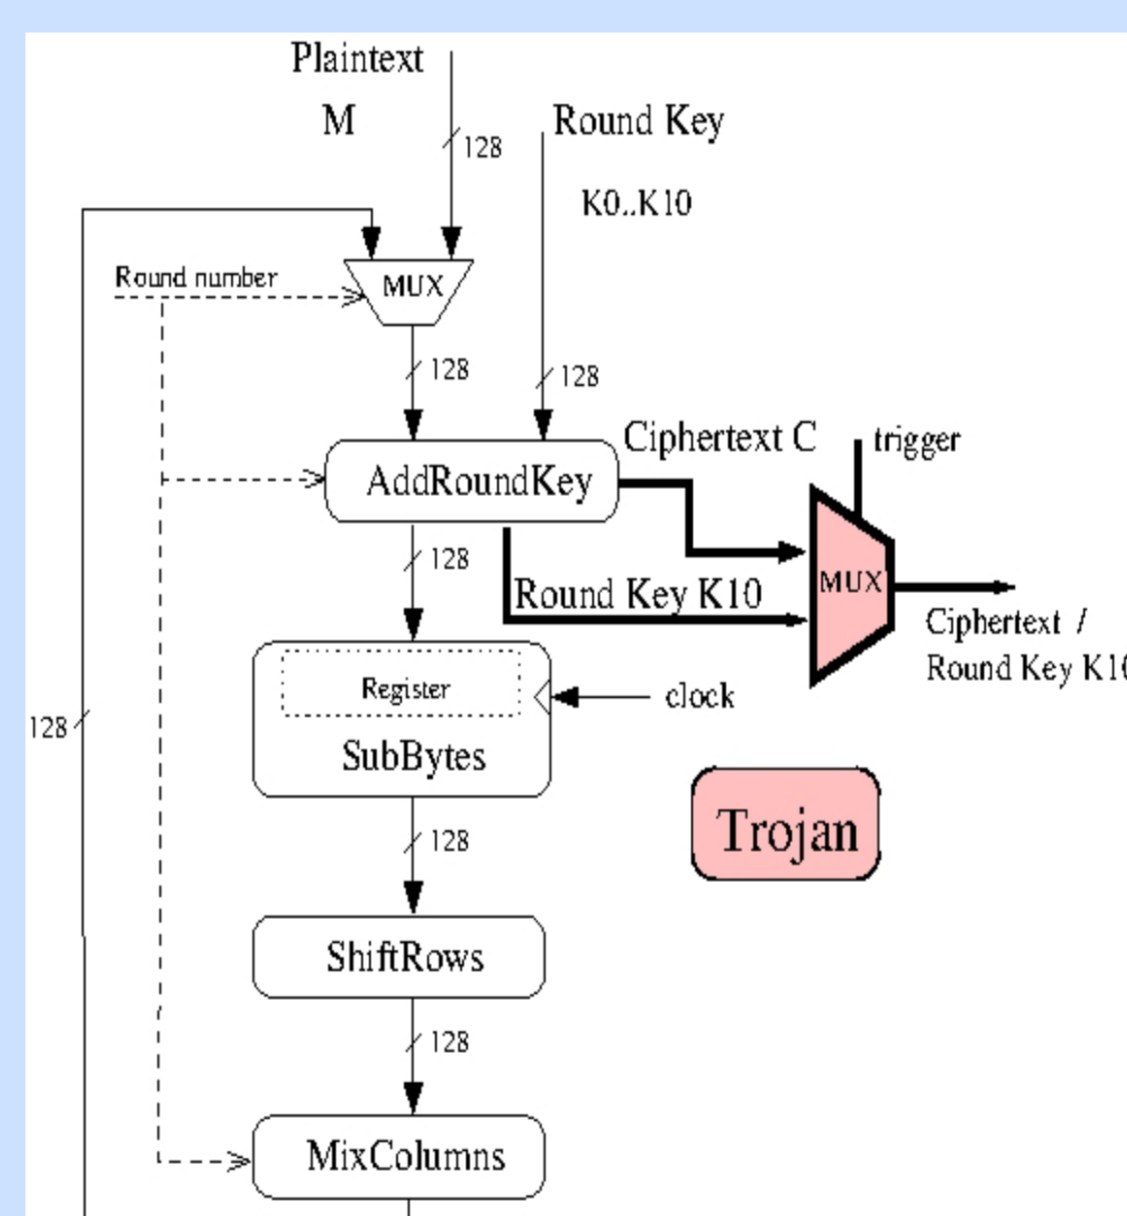 Plaintext
M
128
Round Key
K0..K10
Round number
MUX
128
128
Ciphertext C
trigger
AddRoundKey
128
MUX
Round Key K10
Ciphertext /
Round Key K10
Register
clock
128
SubBytes
Trojan
128
ShiftRows
128
MixColumns